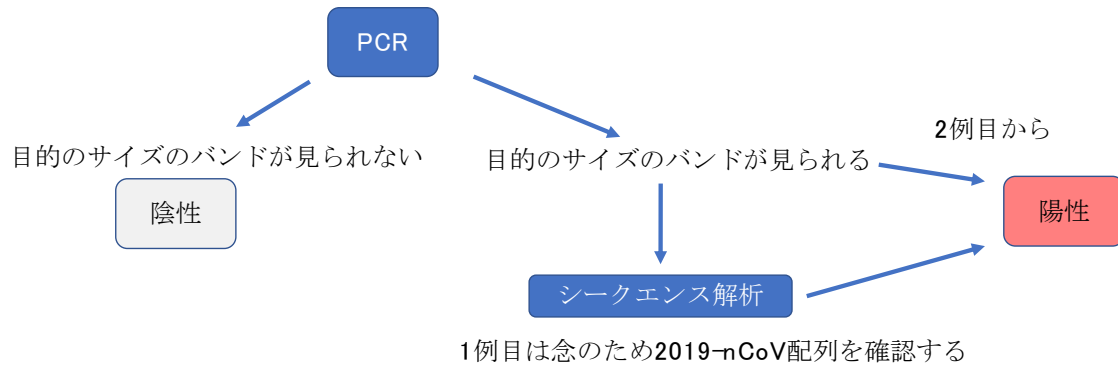 PCR
2例目から
目的のサイズのバンドが見られない
目的のサイズのバンドが見られる
陰性
陽性
シークエンス解析
1例目は念のため2019-nCoV配列を確認する